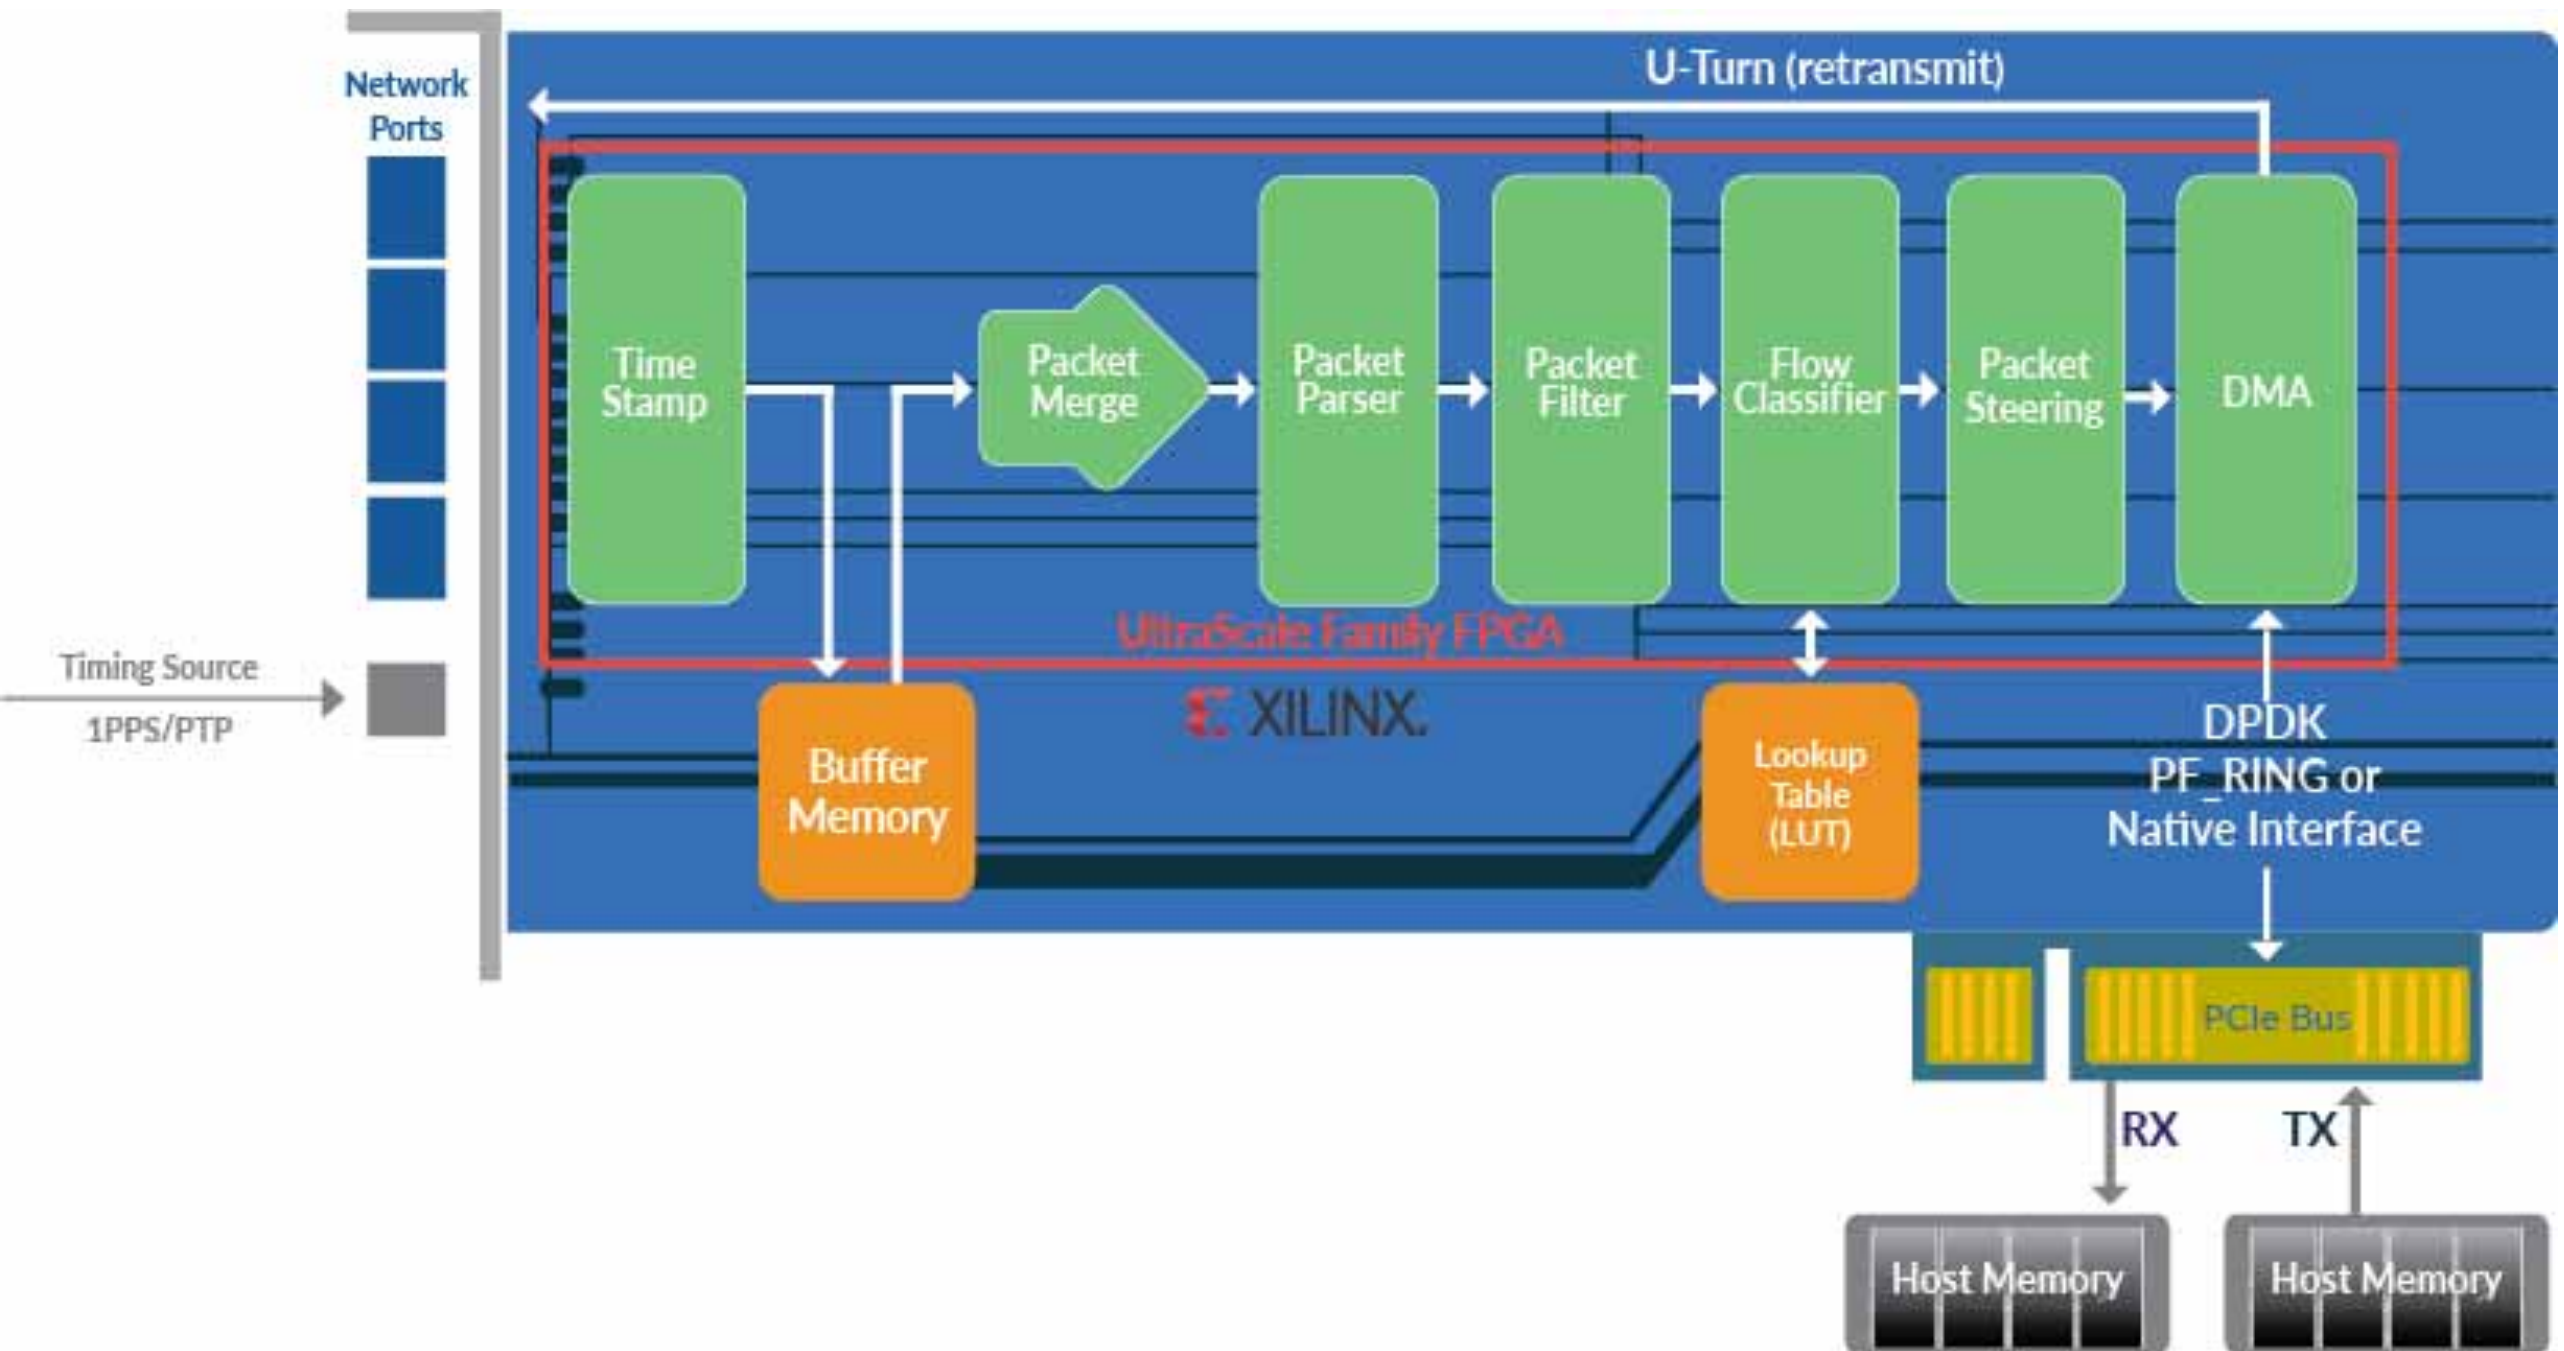 U-Turn (retransmit)
Network
Ports
Time
Stamp
Packet
Merge
Packet
Parser
Packet
Filter
Flow
Classifier
Packet
Steering
DMA
UltraScale Family FPGA
Timing Source
1PPS/PTP
XILINX.
Buffer
Memory
Lookup
Table
(LUT)
DPDK
PF_RING or
Native Interface
PCIe Bus
RX
TX
Host Memory
Host Memory